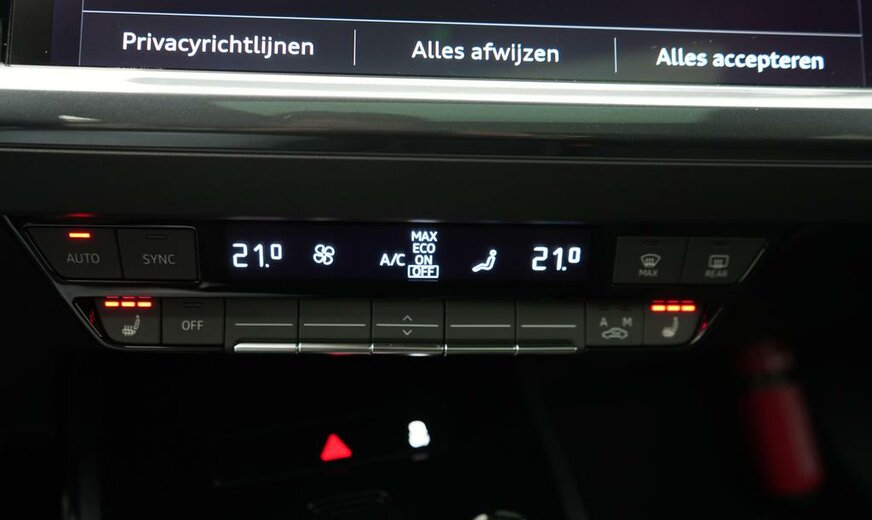 Privacyrichtlijnen Alles afwijzen Alles accepteren
AUTO SYNC 21.0 A/C MAX ECO ON OFF 21.0 MAX REAR
OFF A M